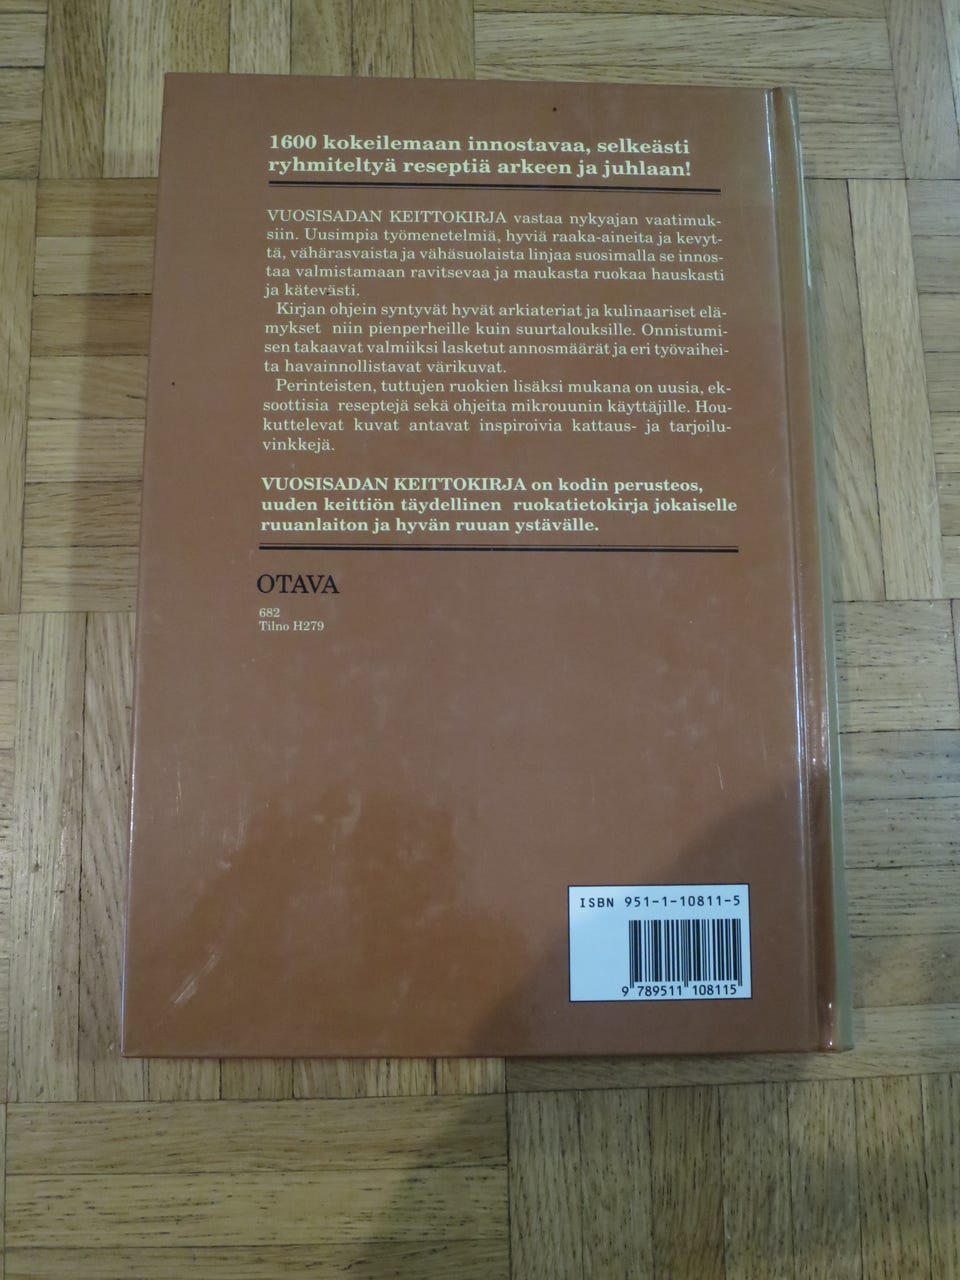 1600 kokeilemaan innostavaa, selkeästi
ryhmiteltyä reseptiä arkeen ja juhlaan!
VUOSISADAN KEITTOKIRJA vastaa nykyajan vaatimuk-
siin. Uusimpia työmenetelmiä, hyviä raaka-aineita ja kevyt-
tä, vähärasvaista ja vähäsuolaista linjaa suosimalla se innos-
taa valmistamaan ravitsevaa ja maukasta ruokaa hauskasti
ja kätevästi.
Kirjan ohjein syntyvät hyvät arkiateriat ja kulinaariset elä-
mykset niin pienperheille kuin suurtalouksille. Onnistumi-
sen takaavat valmiiksi lasketut annosmäärät ja eri työvaihei-
ta havainnollistavat värikuvat.
Perinteisten, tuttujen ruokien lisäksi mukana on uusia, ek-
soottisia reseptejä sekä ohjeita mikrouunin käyttäjille. Hou-
kuttelevat kuvat antavat inspiroivia kattaus- ja tarjoilu-
vinkkejä.
VUOSISADAN KEITTOKIRJA on kodin perusteos,
uuden keittiön täydellinen ruokatietokirja jokaiselle
ruuanlaiton ja hyvän ruuan ystävälle.
OTAVA
682
Tilno H279
ISBN 951-1-10811-5
9 789511 108115